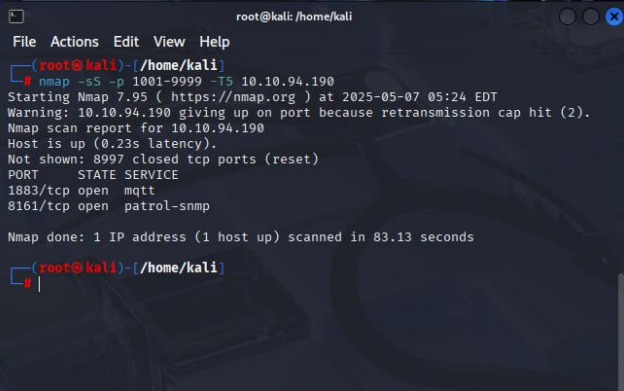 root@kali: /home/kali
File Actions Edit View Help
┌──(root㉿kali)-[/home/kali]
└─# nmap -sS -p 1001-9999 -T5 10.10.94.190
Starting Nmap 7.95 ( https://nmap.org ) at 2025-05-07 05:24 EDT
Warning: 10.10.94.190 giving up on port because retransmission cap hit (2).
Nmap scan report for 10.10.94.190
Host is up (0.23s latency).
Not shown: 8997 closed tcp ports (reset)
PORT     STATE SERVICE
1883/tcp open  mqtt
8161/tcp open  patrol-snmp
Nmap done: 1 IP address (1 host up) scanned in 83.13 seconds
┌──(root㉿kali)-[/home/kali]
└─#